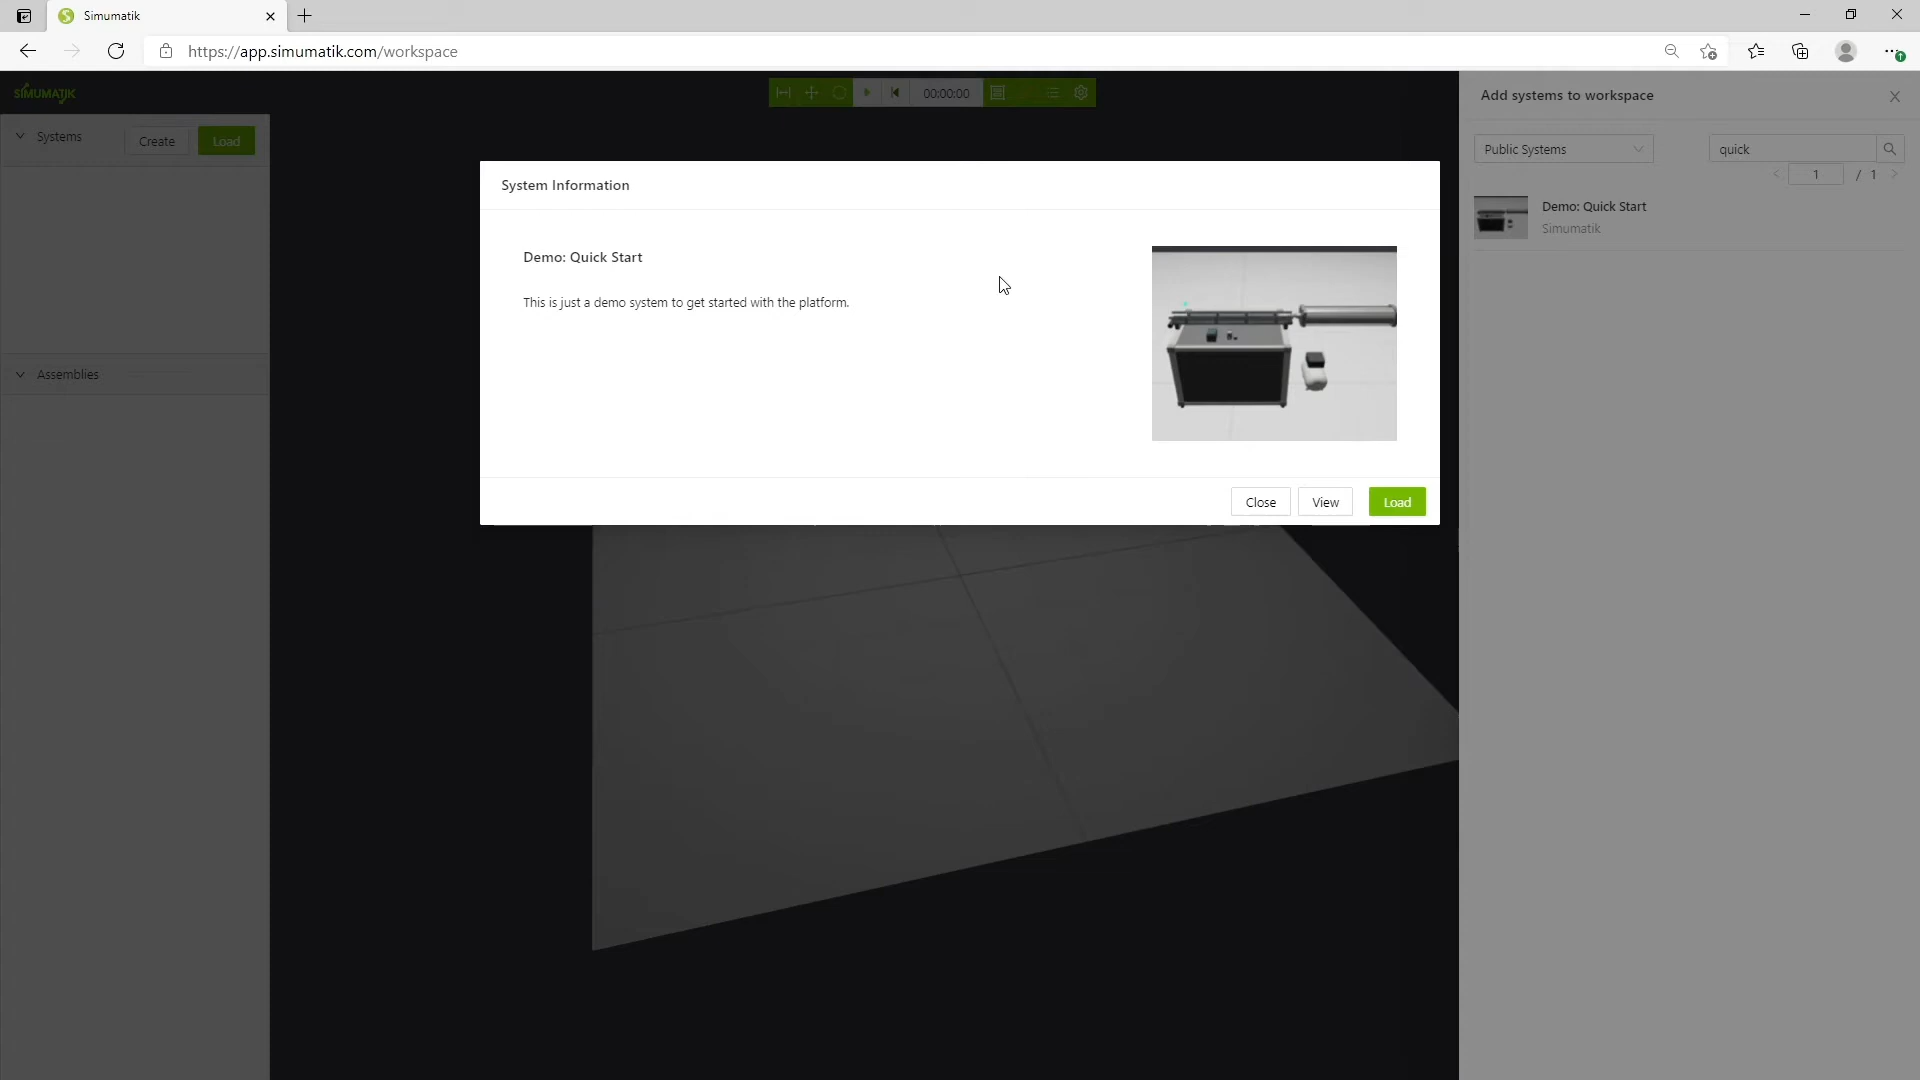 Simumatik
https://app.simumatik.com/workspace
SIMUMATIK
00:00:00
Add systems to workspace
Systems
Create
Load
Public Systems
quick
1 / 1
Demo: Quick Start
Simumatik
System Information
Demo: Quick Start
This is just a demo system to get started with the platform.
Close
View
Load
Assemblies